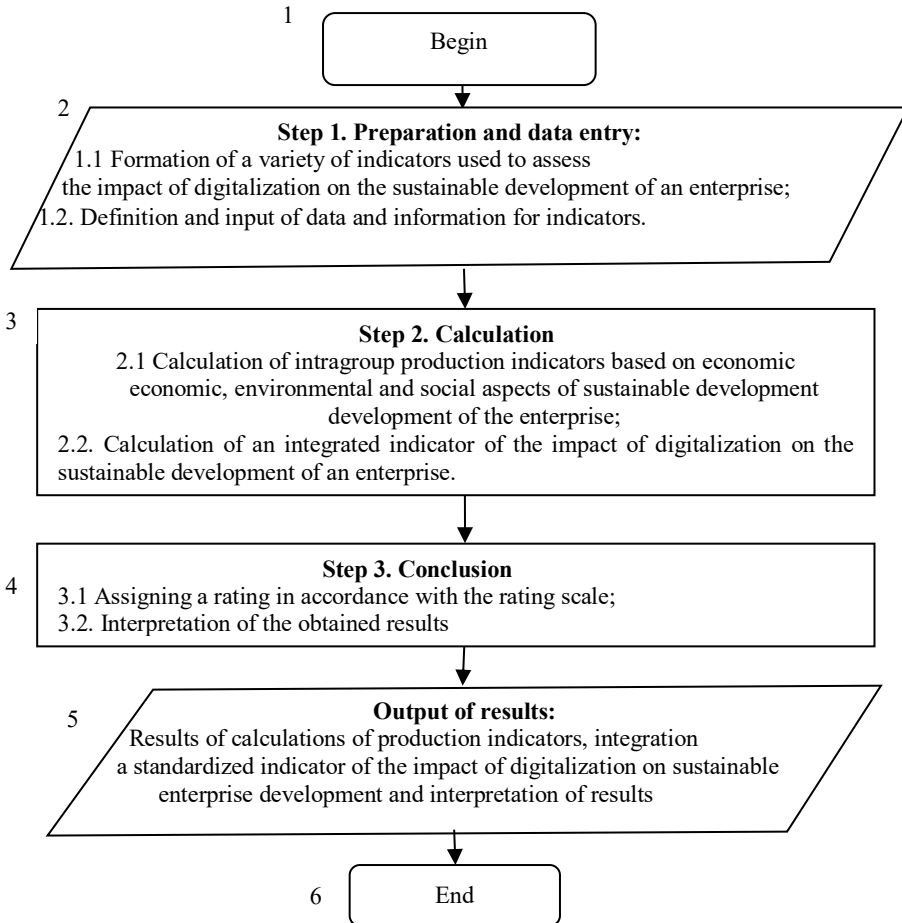 1
Begin
2
Step 1. Preparation and data entry:
1.1 Formation of a variety of indicators used to assess
the impact of digitalization on the sustainable development of an enterprise;
1.2. Definition and input of data and information for indicators.
3
Step 2. Calculation
2.1 Calculation of intragroup production indicators based on economic
economic, environmental and social aspects of sustainable development
development of the enterprise;
2.2. Calculation of an integrated indicator of the impact of digitalization on the
sustainable development of an enterprise.
4
Step 3. Conclusion
3.1 Assigning a rating in accordance with the rating scale;
3.2. Interpretation of the obtained results
5
Output of results:
Results of calculations of production indicators, integration
a standardized indicator of the impact of digitalization on sustainable
enterprise development and interpretation of results
6
End